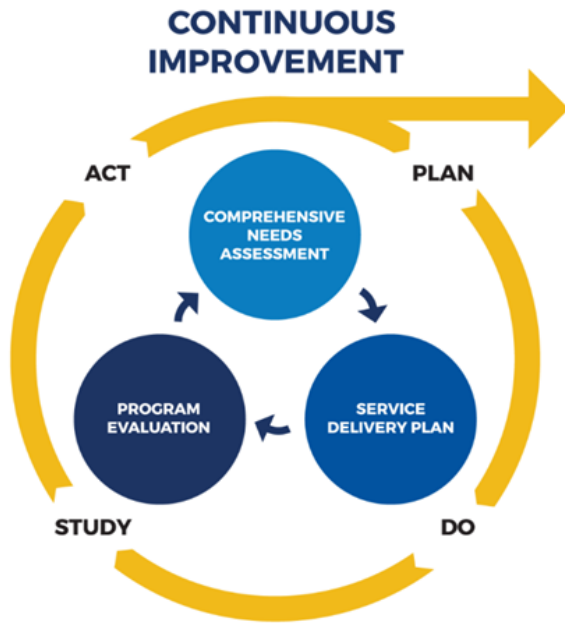 CONTINUOUS
IMPROVEMENT
ACT
PLAN
COMPREHENSIVE
NEEDS
ASSESSMENT
PROGRAM
EVALUATION
SERVICE
DELIVERY PLAN
STUDY
DO